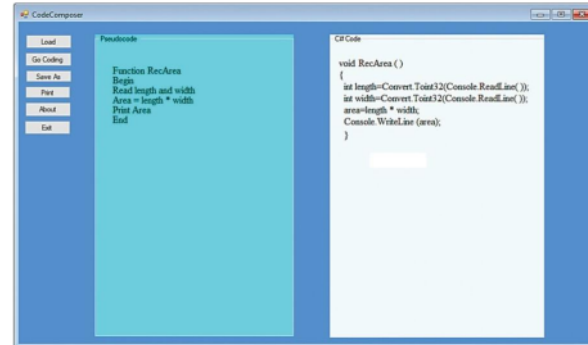 CodeComposer
Load
Go Coding
Save As
Print
About
Exit
Pseudocode
Function RecArea
Begin
Read length and width
Area = length * width
Print Area
End
C# Code
void RecArea ( )
{
int length=Convert.Toint32(Console.ReadLine( ));
int width=Convert.Toint32(Console.ReadLine( ));
area=length * width;
Console.WriteLine (area);
}